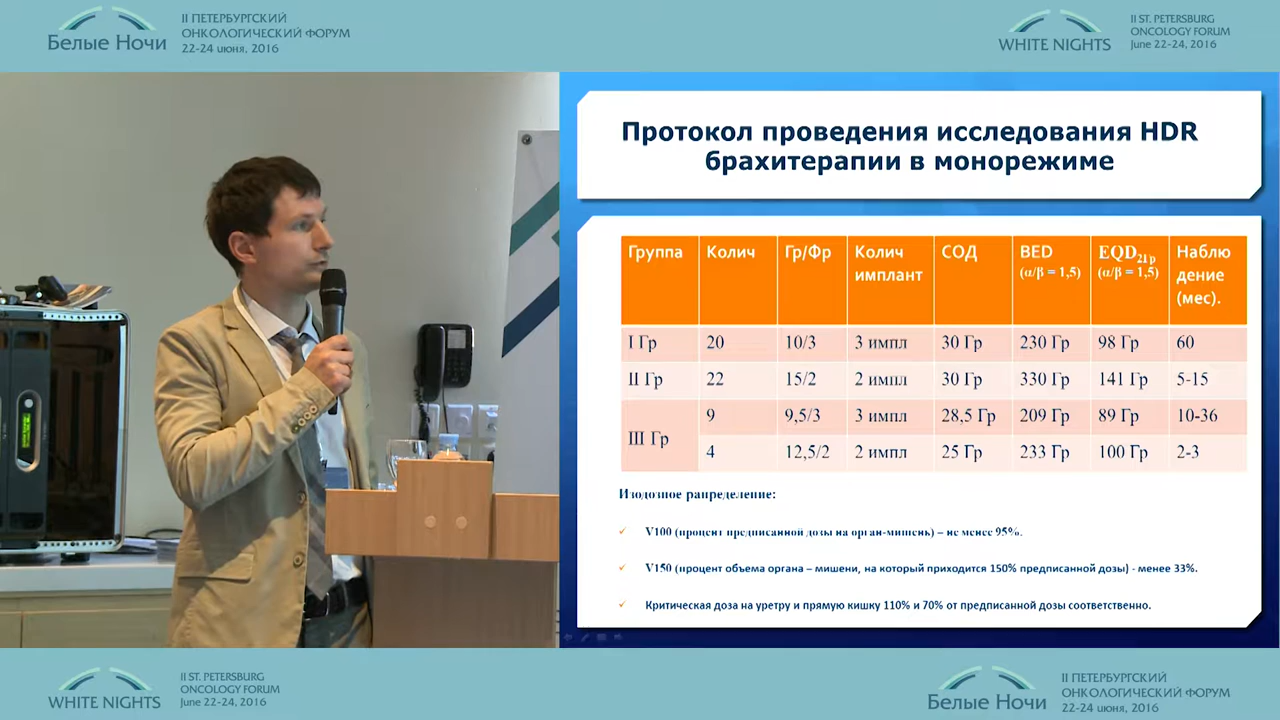 II ПЕТЕРБУРГСКИЙ
ОНКОЛОГИЧЕСКИЙ ФОРУМ
22-24 июня, 2016
Белые Ночи
WHITE NIGHTS
II ST. PETERSBURG
ONCOLOGY FORUM
June 22-24, 2016
Протокол проведения исследования HDR
брахитерапии в монорежиме
Группа Колич Гр/Фр Колич имплант СОД BED (α/β = 1,5) EQD21гр (α/β = 1,5) Наблю дение (мес).
I Гр 20 10/3 3 импл 30 Гр 230 Гр 98 Гр 60
II Гр 22 15/2 2 импл 30 Гр 330 Гр 141 Гр 5-15
III Гр 9 9,5/3 3 импл 28,5 Гр 209 Гр 89 Гр 10-36
4 12,5/2 2 импл 25 Гр 233 Гр 100 Гр 2-3
Изодозное рапределение:
V100 (процент предписанной дозы на орган-мишень) – не менее 95%.
V150 (процент объема органа – мишени, на который приходится 150% предписанной дозы) - менее 33%.
Критическая доза на уретру и прямую кишку 110% и 70% от предписанной дозы соответственно.
WHITE NIGHTS
II ST. PETERSBURG
ONCOLOGY FORUM
June 22-24, 2016
Белые Ночи
II ПЕТЕРБУРГСКИЙ
ОНКОЛОГИЧЕСКИЙ ФОРУМ
22-24 июня, 2016